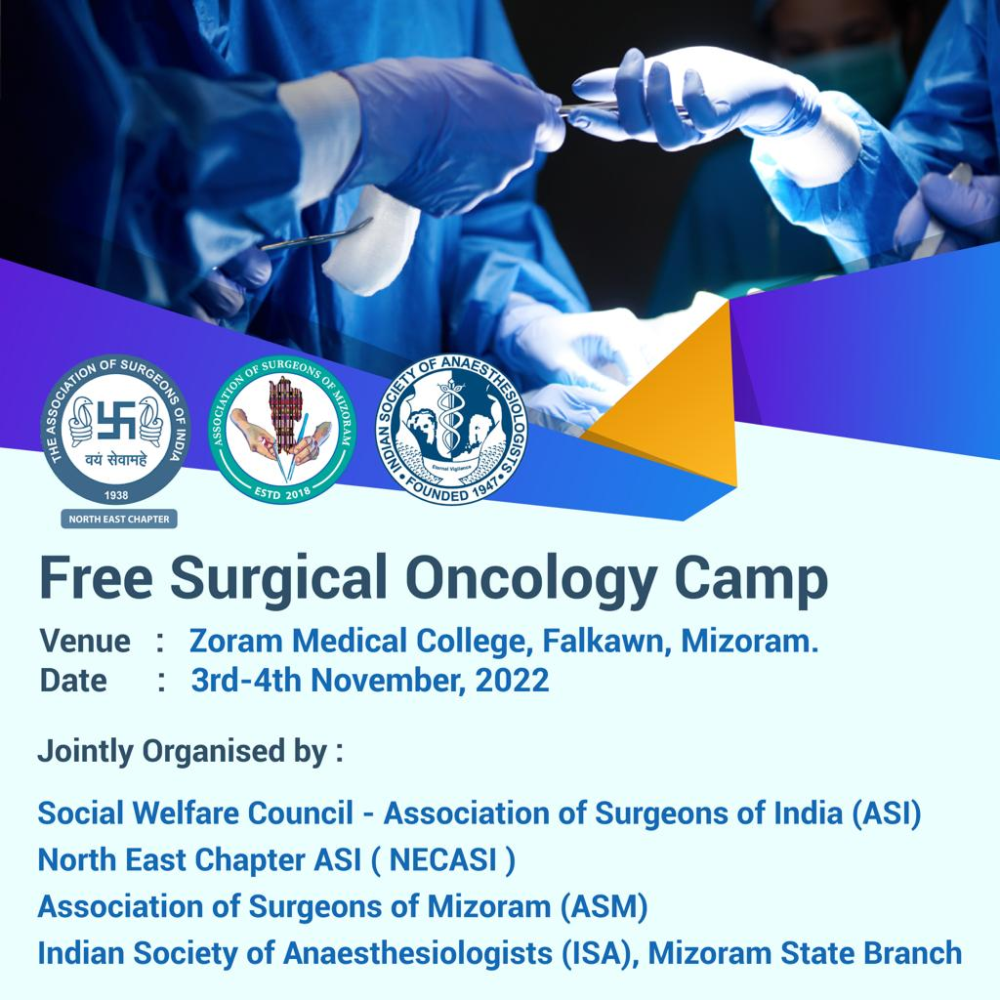 THE ASSOCIATION OF SURGEONS OF INDIA
वयं सेवामहे
1938
NORTH EAST CHAPTER
ASSOCIATION OF SURGEONS OF MIZORAM
ESTD 2018
INDIAN SOCIETY OF ANAESTHESIOLOGISTS
Eternal Vigilance
FOUNDED 1947
Free Surgical Oncology Camp
Venue : Zoram Medical College, Falkawn, Mizoram.
Date : 3rd-4th November, 2022
Jointly Organised by :
Social Welfare Council - Association of Surgeons of India (ASI)
North East Chapter ASI ( NECASI )
Association of Surgeons of Mizoram (ASM)
Indian Society of Anaesthesiologists (ISA), Mizoram State Branch